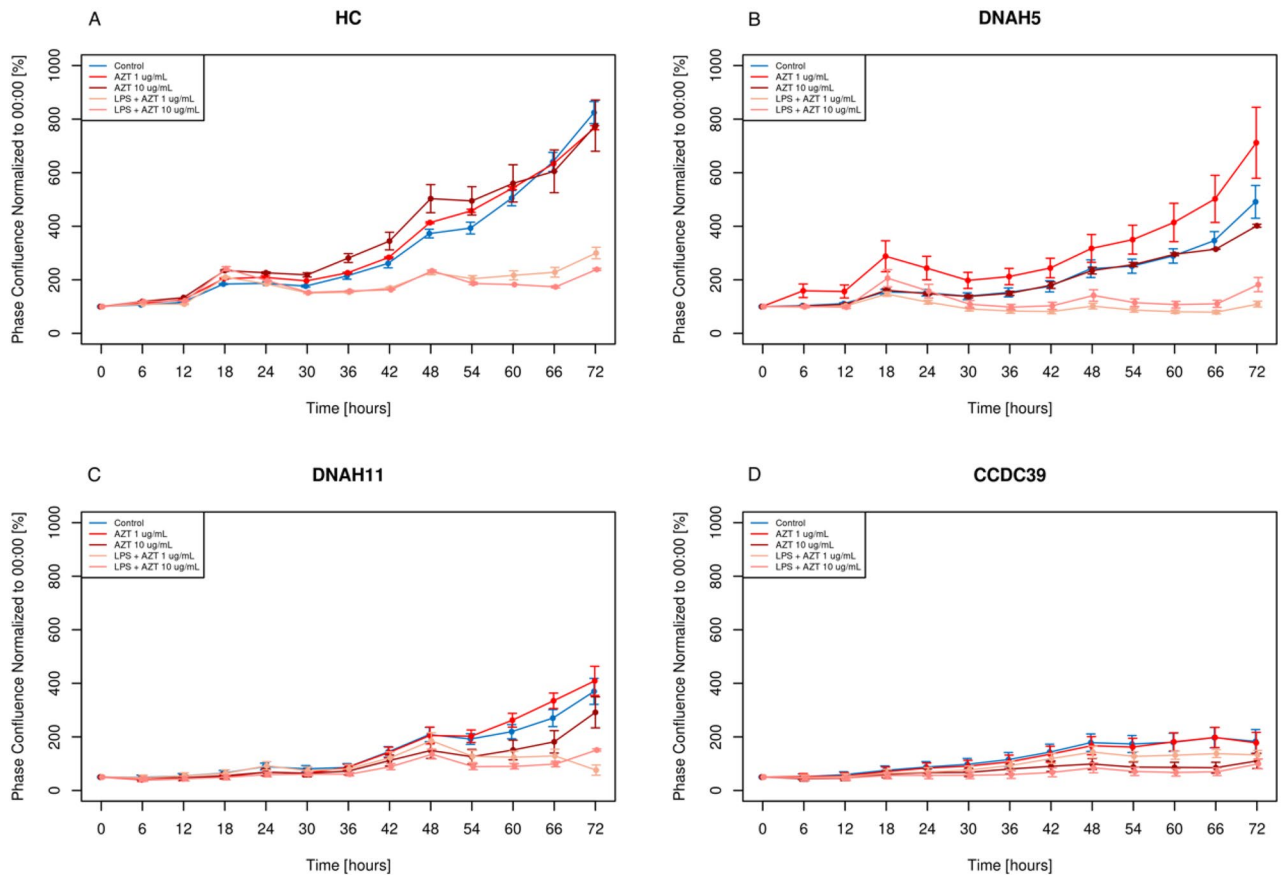 A
HC
Phase Confluence Normalized to 00:00 [%]
1000
800
600
400
200
0
Control
AZT 1 ug/mL
AZT 10 ug/mL
LPS + AZT 1 ug/mL
LPS + AZT 10 ug/mL
0 6 12 18 24 30 36 42 48 54 60 66 72
Time [hours]
B
DNAH5
Phase Confluence Normalized to 00:00 [%]
1000
800
600
400
200
0
Control
AZT 1 ug/mL
AZT 10 ug/mL
LPS + AZT 1 ug/mL
LPS + AZT 10 ug/mL
0 6 12 18 24 30 36 42 48 54 60 66 72
Time [hours]
C
DNAH11
Phase Confluence Normalized to 00:00 [%]
1000
800
600
400
200
0
Control
AZT 1 ug/mL
AZT 10 ug/mL
LPS + AZT 1 ug/mL
LPS + AZT 10 ug/mL
0 6 12 18 24 30 36 42 48 54 60 66 72
Time [hours]
D
CCDC39
Phase Confluence Normalized to 00:00 [%]
1000
800
600
400
200
0
Control
AZT 1 ug/mL
AZT 10 ug/mL
LPS + AZT 1 ug/mL
LPS + AZT 10 ug/mL
0 6 12 18 24 30 36 42 48 54 60 66 72
Time [hours]